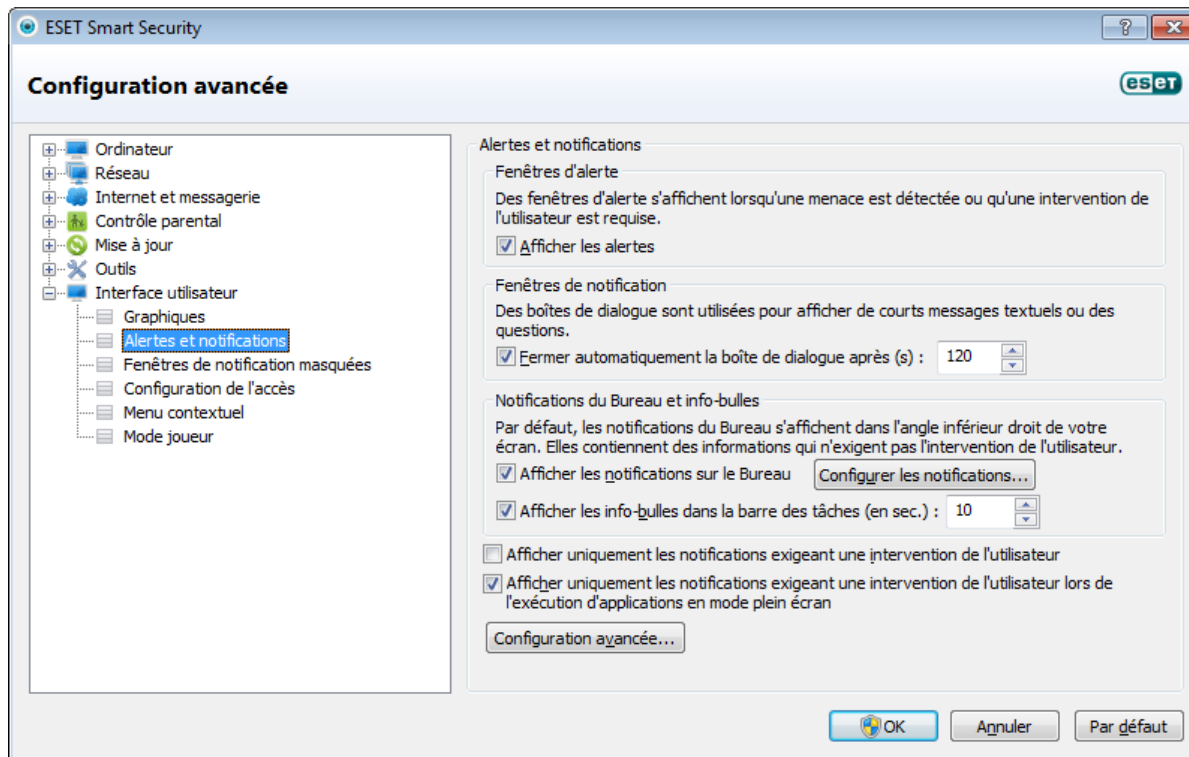 ESET Smart Security
Configuration avancée
eseT
Ordinateur
Réseau
Internet et messagerie
Contrôle parental
Mise à jour
Outils
Interface utilisateur
Graphiques
Alertes et notifications
Fenêtres de notification masquées
Configuration de l'accès
Menu contextuel
Mode joueur
Alertes et notifications
Fenêtres d'alerte
Des fenêtres d'alerte s'affichent lorsqu'une menace est détectée ou qu'une intervention de
l'utilisateur est requise.
Afficher les alertes
Fenêtres de notification
Des boîtes de dialogue sont utilisées pour afficher de courts messages textuels ou des
questions.
Fermer automatiquement la boîte de dialogue après (s) : 120
Notifications du Bureau et info-bulles
Par défaut, les notifications du Bureau s'affichent dans l'angle inférieur droit de votre
écran. Elles contiennent des informations qui n'exigent pas l'intervention de l'utilisateur.
Afficher les notifications sur le Bureau Configurer les notifications...
Afficher les info-bulles dans la barre des tâches (en sec.) : 10
Afficher uniquement les notifications exigeant une intervention de l'utilisateur
Afficher uniquement les notifications exigeant une intervention de l'utilisateur lors de
l'exécution d'applications en mode plein écran
Configuration avancée...
OK Annuler Par défaut